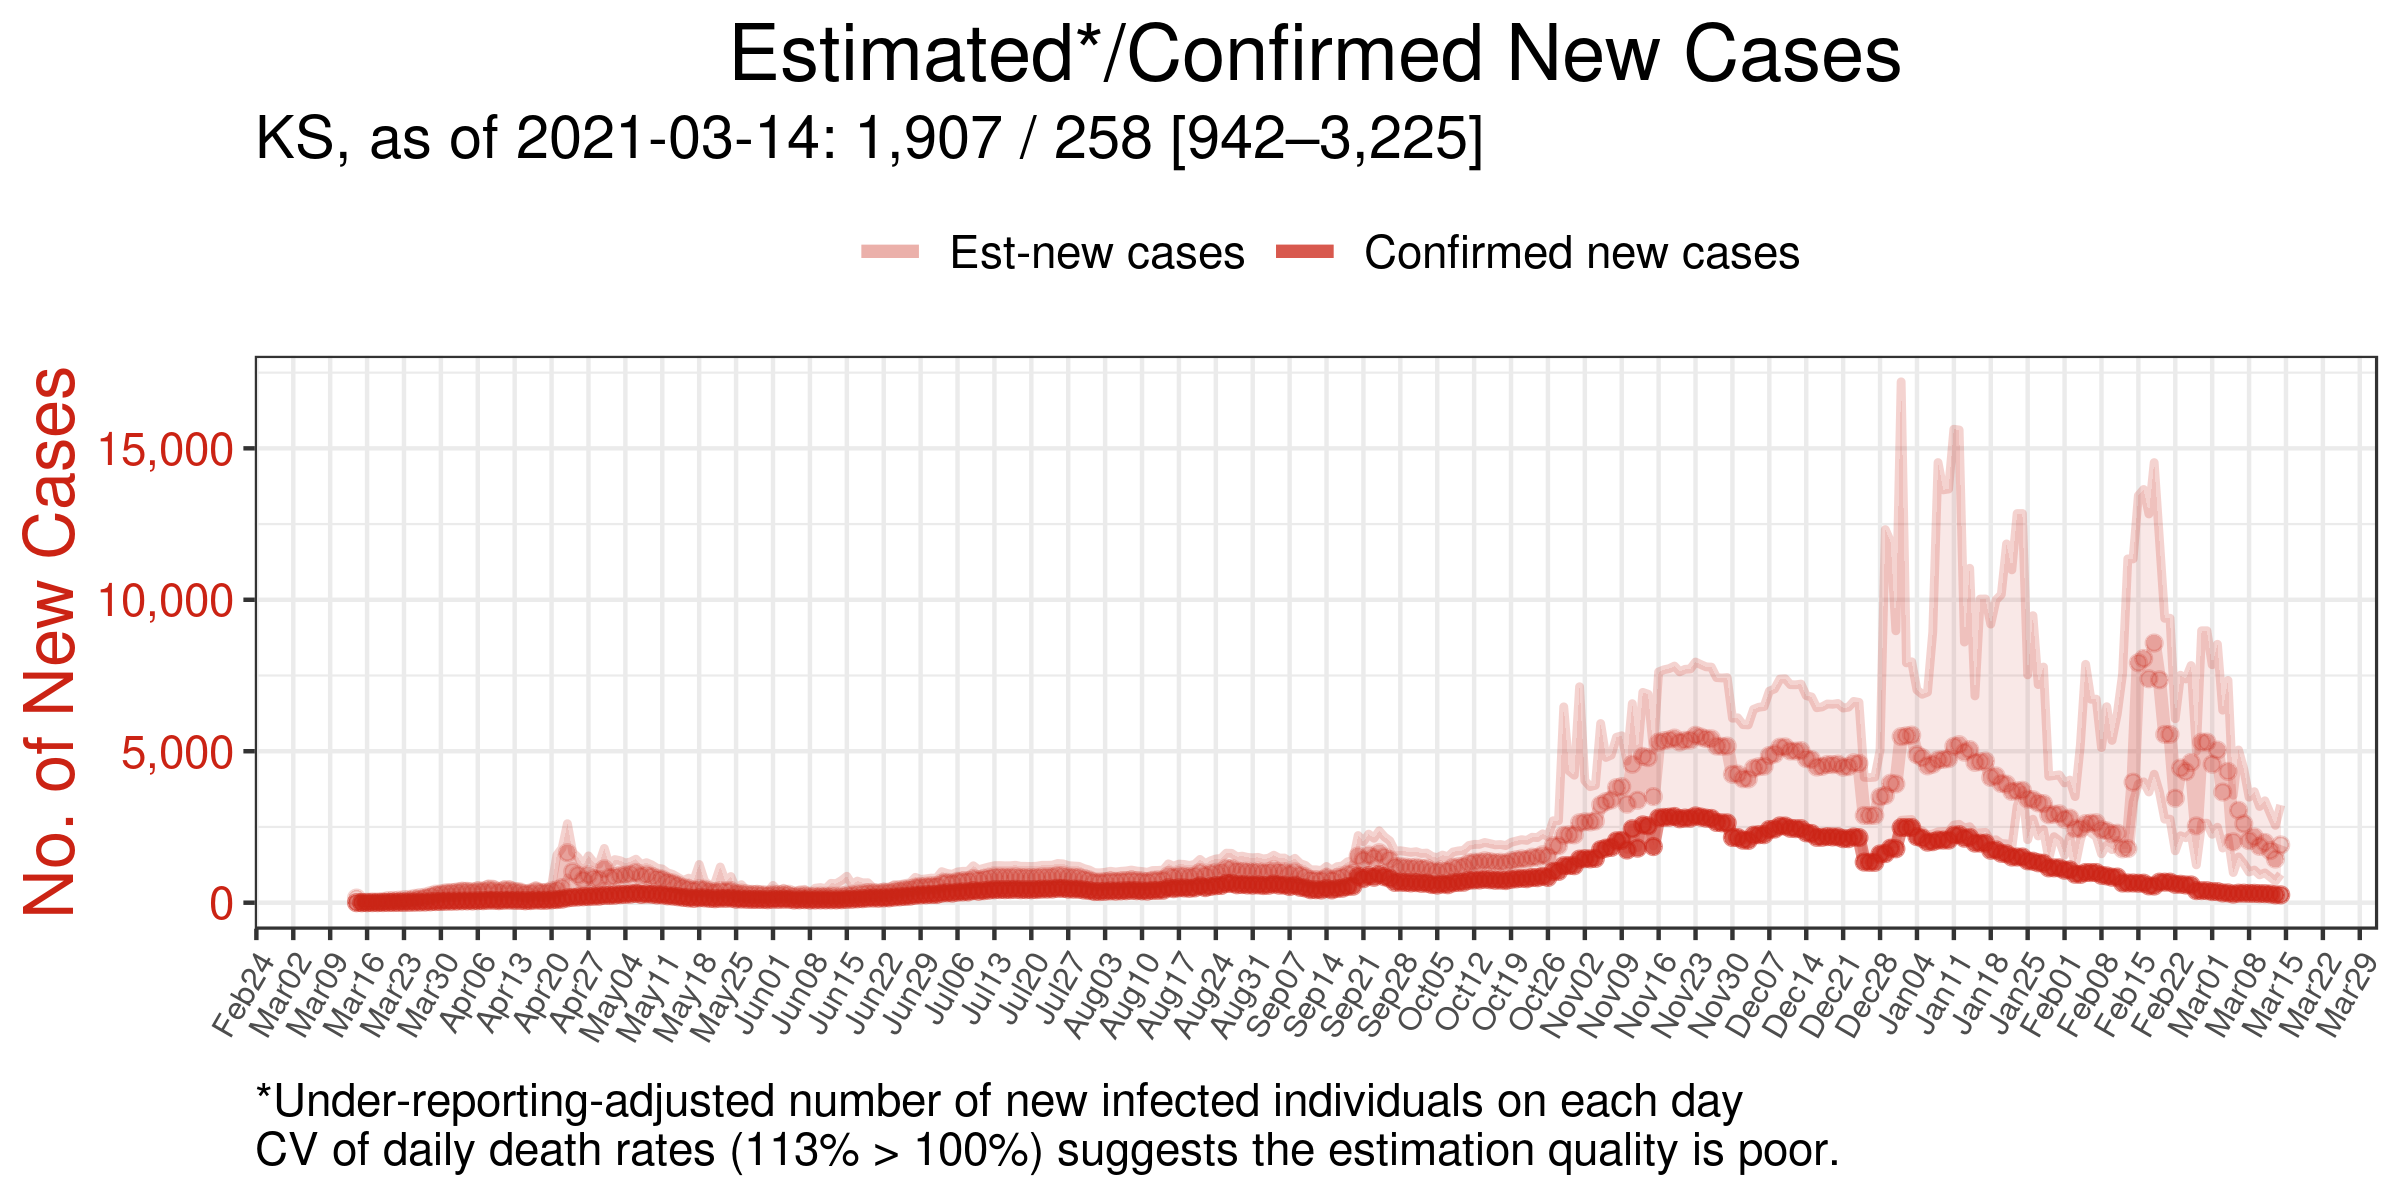 Estimated*/Confirmed New Cases
KS, as of 2021-03-14: 1,907 / 258 [942–3,225]
Est-new cases
Confirmed new cases
No. of New Cases
15,000
10,000
5,000
0
Feb24
Mar02
Mar09
Mar16
Mar23
Mar30
Apr06
Apr13
Apr20
Apr27
May04
May11
May18
May25
Jun01
Jun08
Jun15
Jun22
Jun29
Jul06
Jul13
Jul20
Jul27
Aug03
Aug10
Aug17
Aug24
Aug31
Sep07
Sep14
Sep21
Sep28
Oct05
Oct12
Oct19
Oct26
Nov02
Nov09
Nov16
Nov23
Nov30
Dec07
Dec14
Dec21
Dec28
Jan04
Jan11
Jan18
Jan25
Feb01
Feb08
Feb15
Feb22
Mar01
Mar08
Mar15
Mar22
Mar29
*Under-reporting-adjusted number of new infected individuals on each day
CV of daily death rates (113% > 100%) suggests the estimation quality is poor.